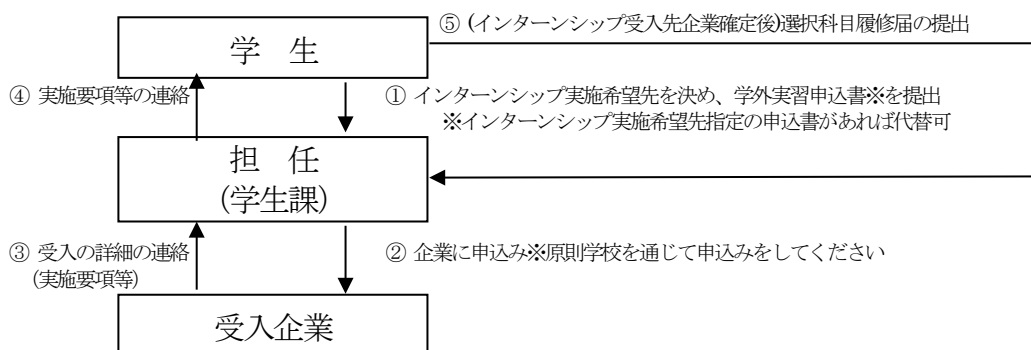 ⑤ (インターンシップ受入先企業確定後)選択科目履修届の提出
学 生
④ 実施要項等の連絡
① インターンシップ実施希望先を決め、学外実習申込書※を提出
※インターンシップ実施希望先指定の申込書があれば代替可
担 任
(学生課)
③ 受入の詳細の連絡
(実施要項等)
② 企業に申込み※原則学校を通じて申込みをしてください
受入企業